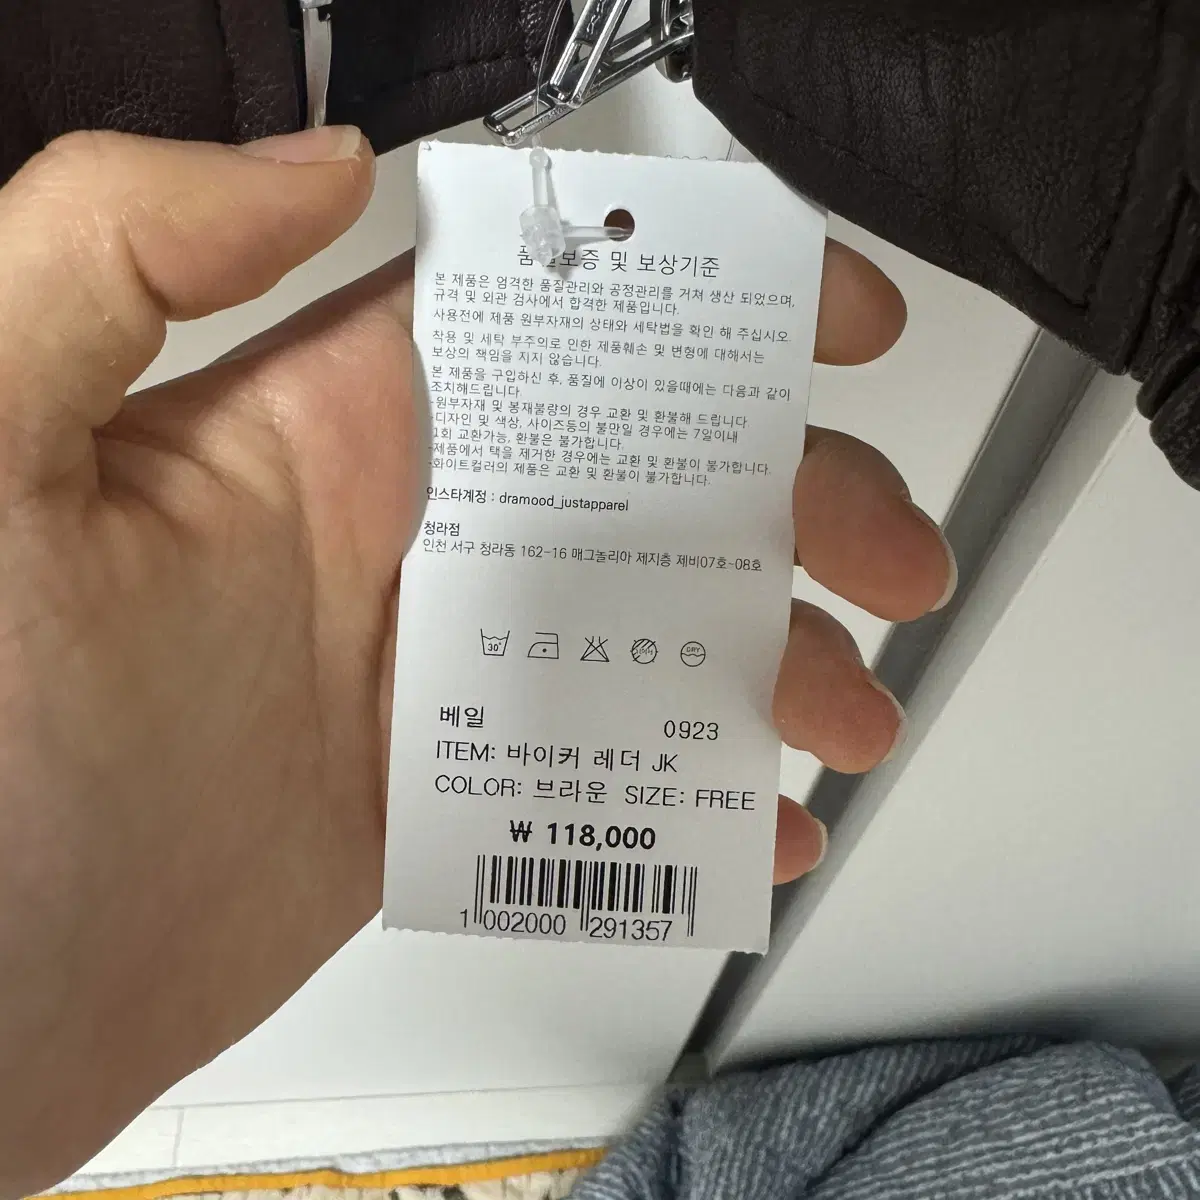 품질보증 및 보상기준
본 제품은 엄격한 품질관리와 공정관리를 거쳐 생산 되었으며,
규격 및 외관 검사에서 합격한 제품입니다.
사용전에 제품 원부자재의 상태와 세탁법을 확인 해 주십시오.
착용 및 세탁 부주의로 인한 제품훼손 및 변형에 대해서는
보상의 책임을 지지 않습니다.
본 제품을 구입하신 후, 품질에 이상이 있을때에는 다음과 같이
조치해드립니다.
-원부자재 및 봉재불량의 경우 교환 및 환불해 드립니다
-디자인 및 색상, 사이즈등의 불만일 경우에는 7일이내
1회 교환가능, 환불은 불가합니다.
-제품에서 택을 제거한 경우에는 교환 및 환불이 불가합니다.
-화이트컬러의 제품은 교환 및 환불이 불가합니다.
인스타계정 : dramood_justapparel
청라점
인천 서구 청라동 162-16 매그놀리아 제지층 제비07호~08호
30° DRY
베일 0923
ITEM: 바이커 레더 JK
COLOR: 브라운 SIZE: FREE
₩ 118,000
1 002000 291357